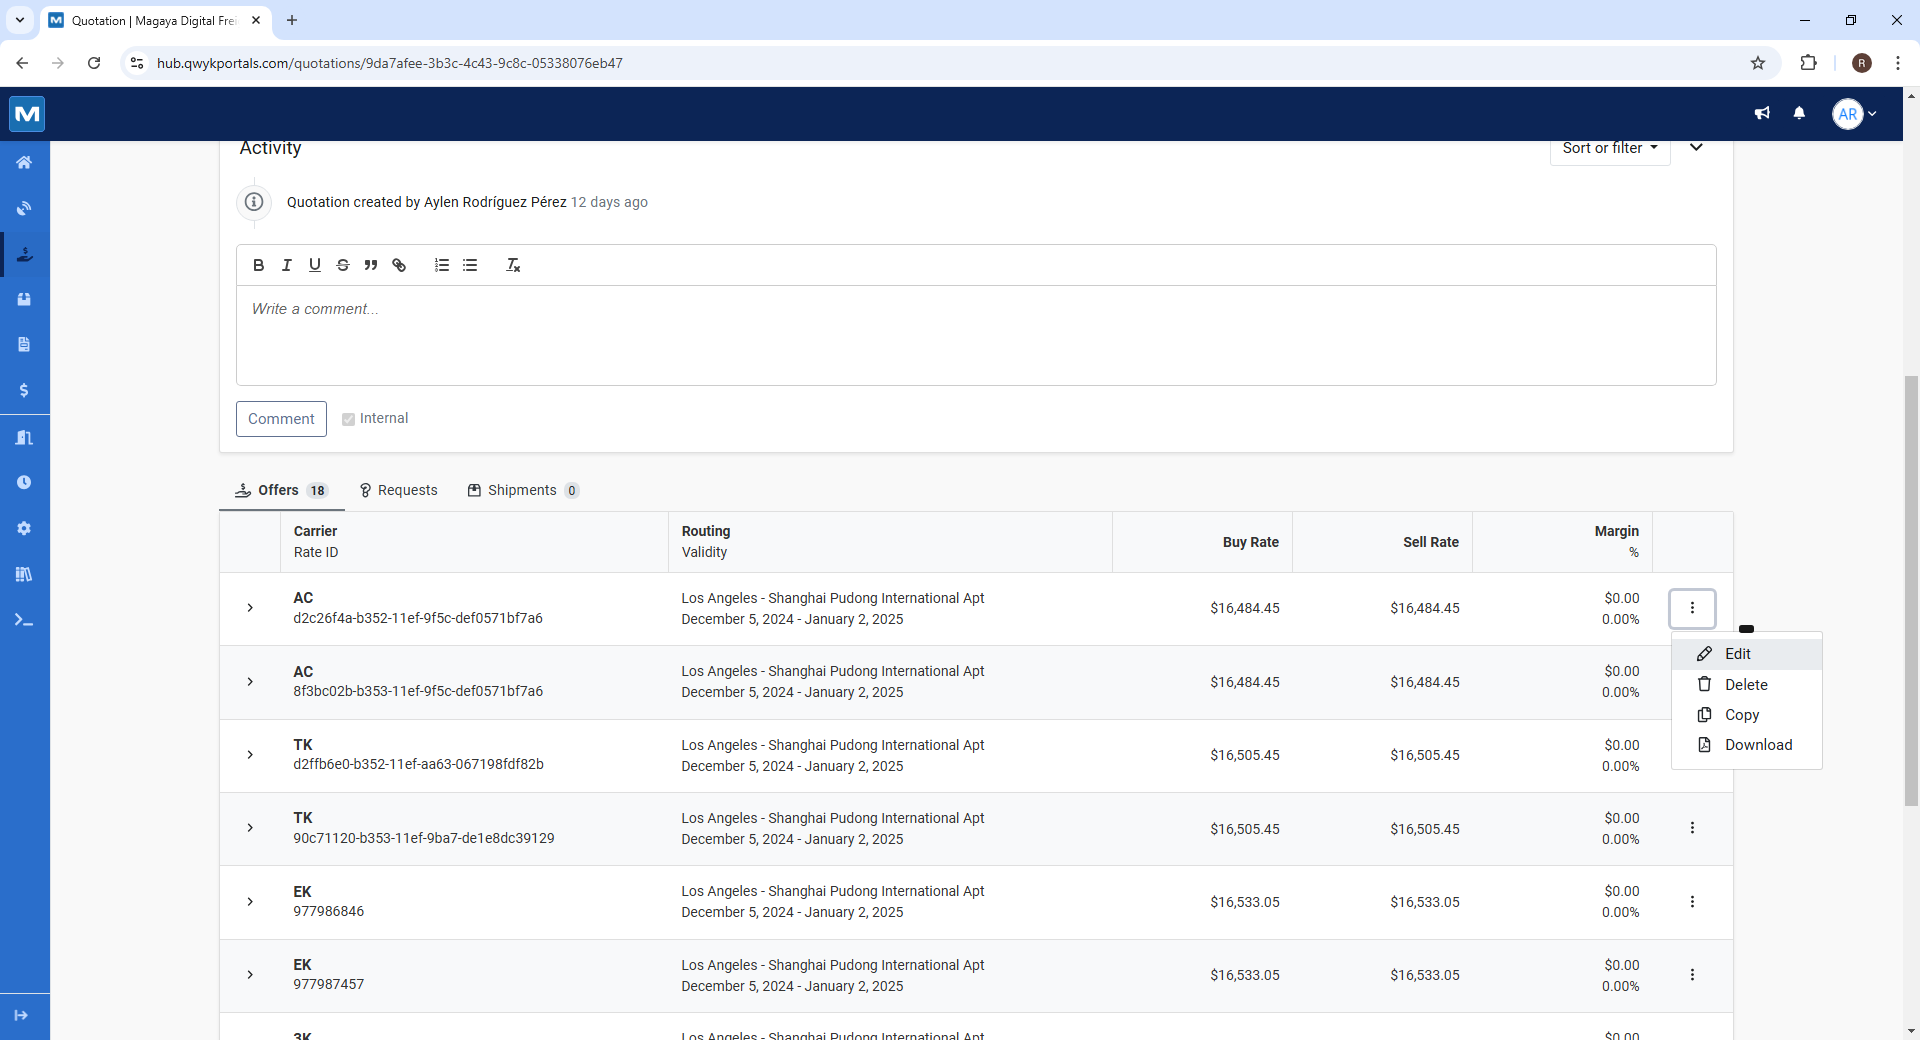 Quotation | Magaya Digital Frei
hub.qwykportals.com/quotations/9da7afee-3b3c-4c43-9c8c-05338076eb47
R
M
AR
Activity
Sort or filter
Quotation created by Aylen Rodríguez Pérez 12 days ago
B I U S
Write a comment...
Comment
Internal
Offers 18
Requests
Shipments 0
Carrier
Rate ID
Routing
Validity
Buy Rate
Sell Rate
Margin
%
AC
d2c26f4a-b352-11ef-9f5c-def0571bf7a6
Los Angeles - Shanghai Pudong International Apt
December 5, 2024 - January 2, 2025
$16,484.45
$16,484.45
$0.00
0.00%
Edit
Delete
Copy
Download
AC
8f3bc02b-b353-11ef-9f5c-def0571bf7a6
Los Angeles - Shanghai Pudong International Apt
December 5, 2024 - January 2, 2025
$16,484.45
$16,484.45
$0.00
0.00%
TK
d2ffb6e0-b352-11ef-aa63-067198fdf82b
Los Angeles - Shanghai Pudong International Apt
December 5, 2024 - January 2, 2025
$16,505.45
$16,505.45
$0.00
0.00%
TK
90c71120-b353-11ef-9ba7-de1e8dc39129
Los Angeles - Shanghai Pudong International Apt
December 5, 2024 - January 2, 2025
$16,505.45
$16,505.45
$0.00
0.00%
EK
977986846
Los Angeles - Shanghai Pudong International Apt
December 5, 2024 - January 2, 2025
$16,533.05
$16,533.05
$0.00
0.00%
EK
977987457
Los Angeles - Shanghai Pudong International Apt
December 5, 2024 - January 2, 2025
$16,533.05
$16,533.05
$0.00
0.00%
3K
Los Angeles - Shanghai Pudong International Apt
$0.00